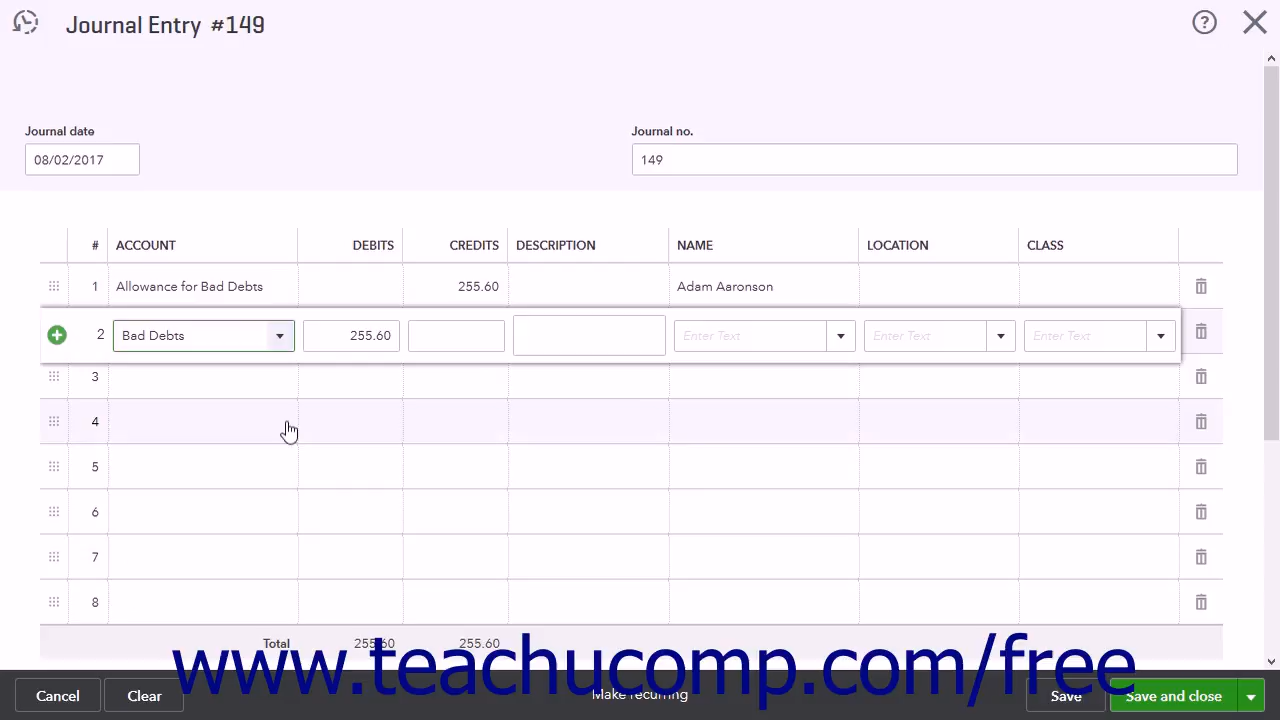 Journal Entry #149
Journal date
Journal no.
08/02/2017
149
# ACCOUNT DEBITS CREDITS DESCRIPTION NAME LOCATION CLASS
1 Allowance for Bad Debts 255.60 Adam Aaronson
2 Bad Debts 255.60 Enter Text Enter Text Enter Text
3
4
5
6
7
8
Total 255.60 255.60
www.teachucomp.com/free
Cancel Clear Make recurring Save Save and close